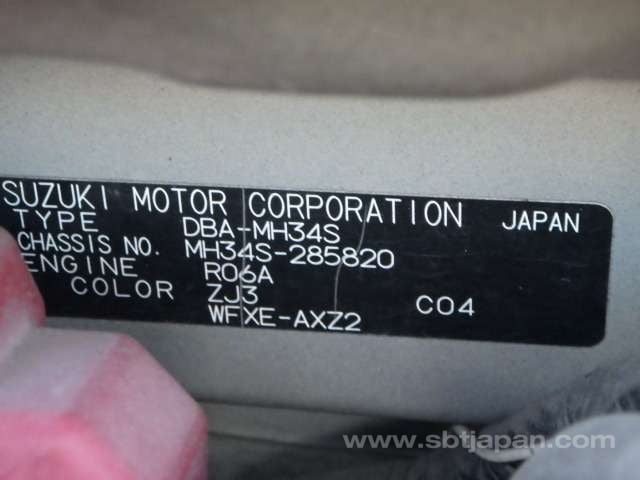 SUZUKI MOTOR CORPORATION JAPAN
TYPE DBA-MH34S
CHASSIS NO. MH34S-285820
ENGINE R06A
COLOR ZJ3 C04
WFXE-AXZ2
www.sbtjapan.com